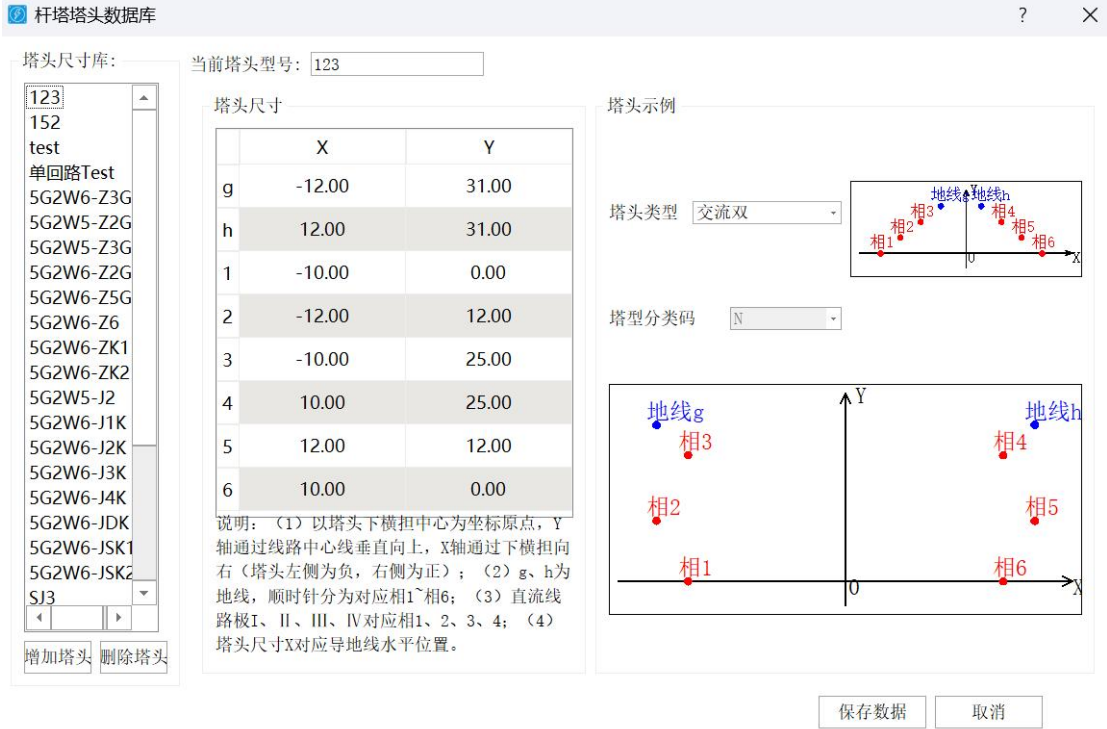 杆塔塔头数据库
?
塔头尺寸库:
当前塔头型号: 123
123
152
test
单回路Test
5G2W6-Z3G
5G2W5-Z2G
5G2W5-Z3G
5G2W6-Z2G
5G2W6-Z5G
5G2W6-Z6
5G2W6-ZK1
5G2W6-ZK2
5G2W5-J2
5G2W6-J1K
5G2W6-J2K
5G2W6-J3K
5G2W6-J4K
5G2W6-JDK
5G2W6-JSK1
5G2W6-JSK2
SJ3
增加塔头 删除塔头
塔头尺寸
X Y
g -12.00 31.00
h 12.00 31.00
1 -10.00 0.00
2 -12.00 12.00
3 -10.00 25.00
4 10.00 25.00
5 12.00 12.00
6 10.00 0.00
说明: (1) 以塔头下横担中心为坐标原点, Y
轴通过线路中心线垂直向上, X轴通过下横担向
右 (塔头左侧为负, 右侧为正) ; (2) g、h为
地线, 顺时针分为对应相1~相6; (3) 直流线
路极I、II、III、IV对应相1、2、3、4; (4)
塔头尺寸X对应导地线水平位置。
塔头示例
塔头类型 交流双
Y
地线g 地线h
相3 相4
相2 相5
相1 相6
0 X
塔型分类码 N
Y
地线g 地线h
相3 相4
相2 相5
相1 相6
0 X
保存数据 取消